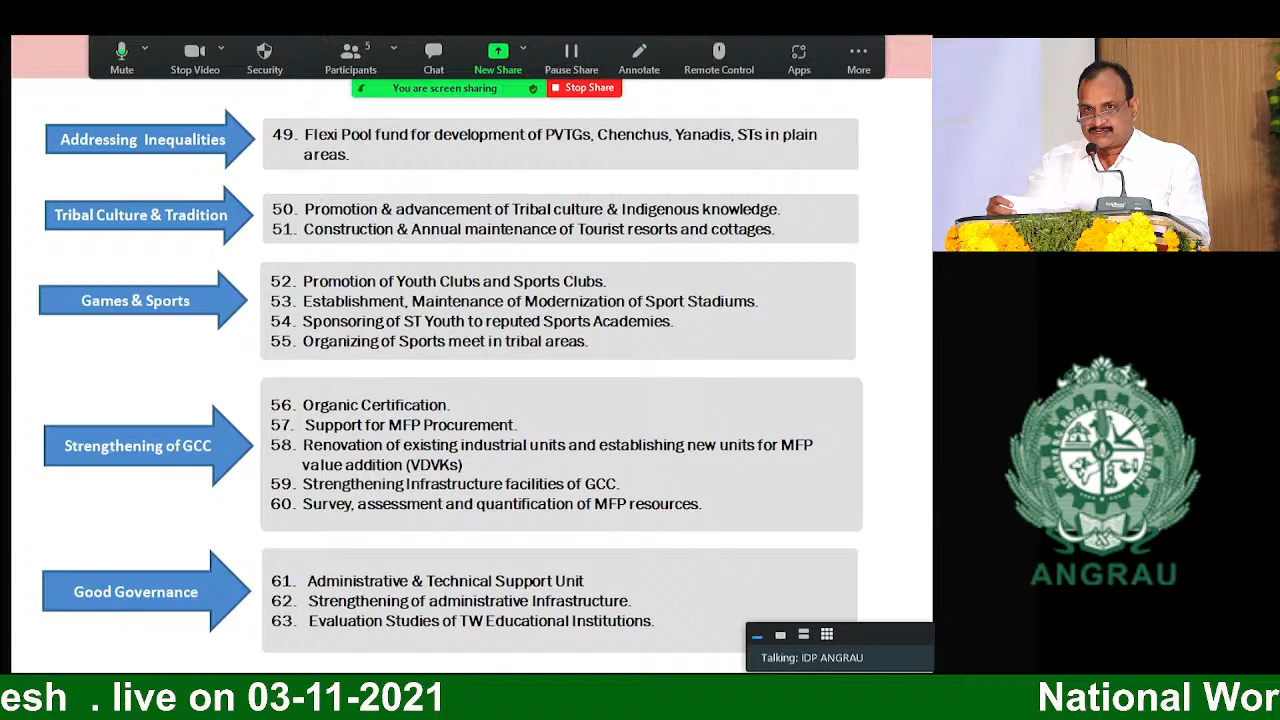 Mute
Stop Video
Security
Participants
5
Chat
New Share
Pause Share
Annotate
Remote Control
Apps
More
You are screen sharing
Stop Share
Addressing Inequalities
49. Flexi Pool fund for development of PVTGs, Chenchus, Yanadis, STs in plain
areas.
Tribal Culture & Tradition
50. Promotion & advancement of Tribal culture & Indigenous knowledge.
51. Construction & Annual maintenance of Tourist resorts and cottages.
Games & Sports
52. Promotion of Youth Clubs and Sports Clubs.
53. Establishment, Maintenance of Modernization of Sport Stadiums.
54. Sponsoring of ST Youth to reputed Sports Academies.
55. Organizing of Sports meet in tribal areas.
Strengthening of GCC
56. Organic Certification.
57. Support for MFP Procurement.
58. Renovation of existing industrial units and establishing new units for MFP
value addition (VDVKs)
59. Strengthening Infrastructure facilities of GCC.
60. Survey, assessment and quantification of MFP resources.
Good Governance
61. Administrative & Technical Support Unit
62. Strengthening of administrative Infrastructure.
63. Evaluation Studies of TW Educational Institutions.
Talking: IDP ANGRAU
ANGRAU
esh . live on 03-11-2021
National Wor